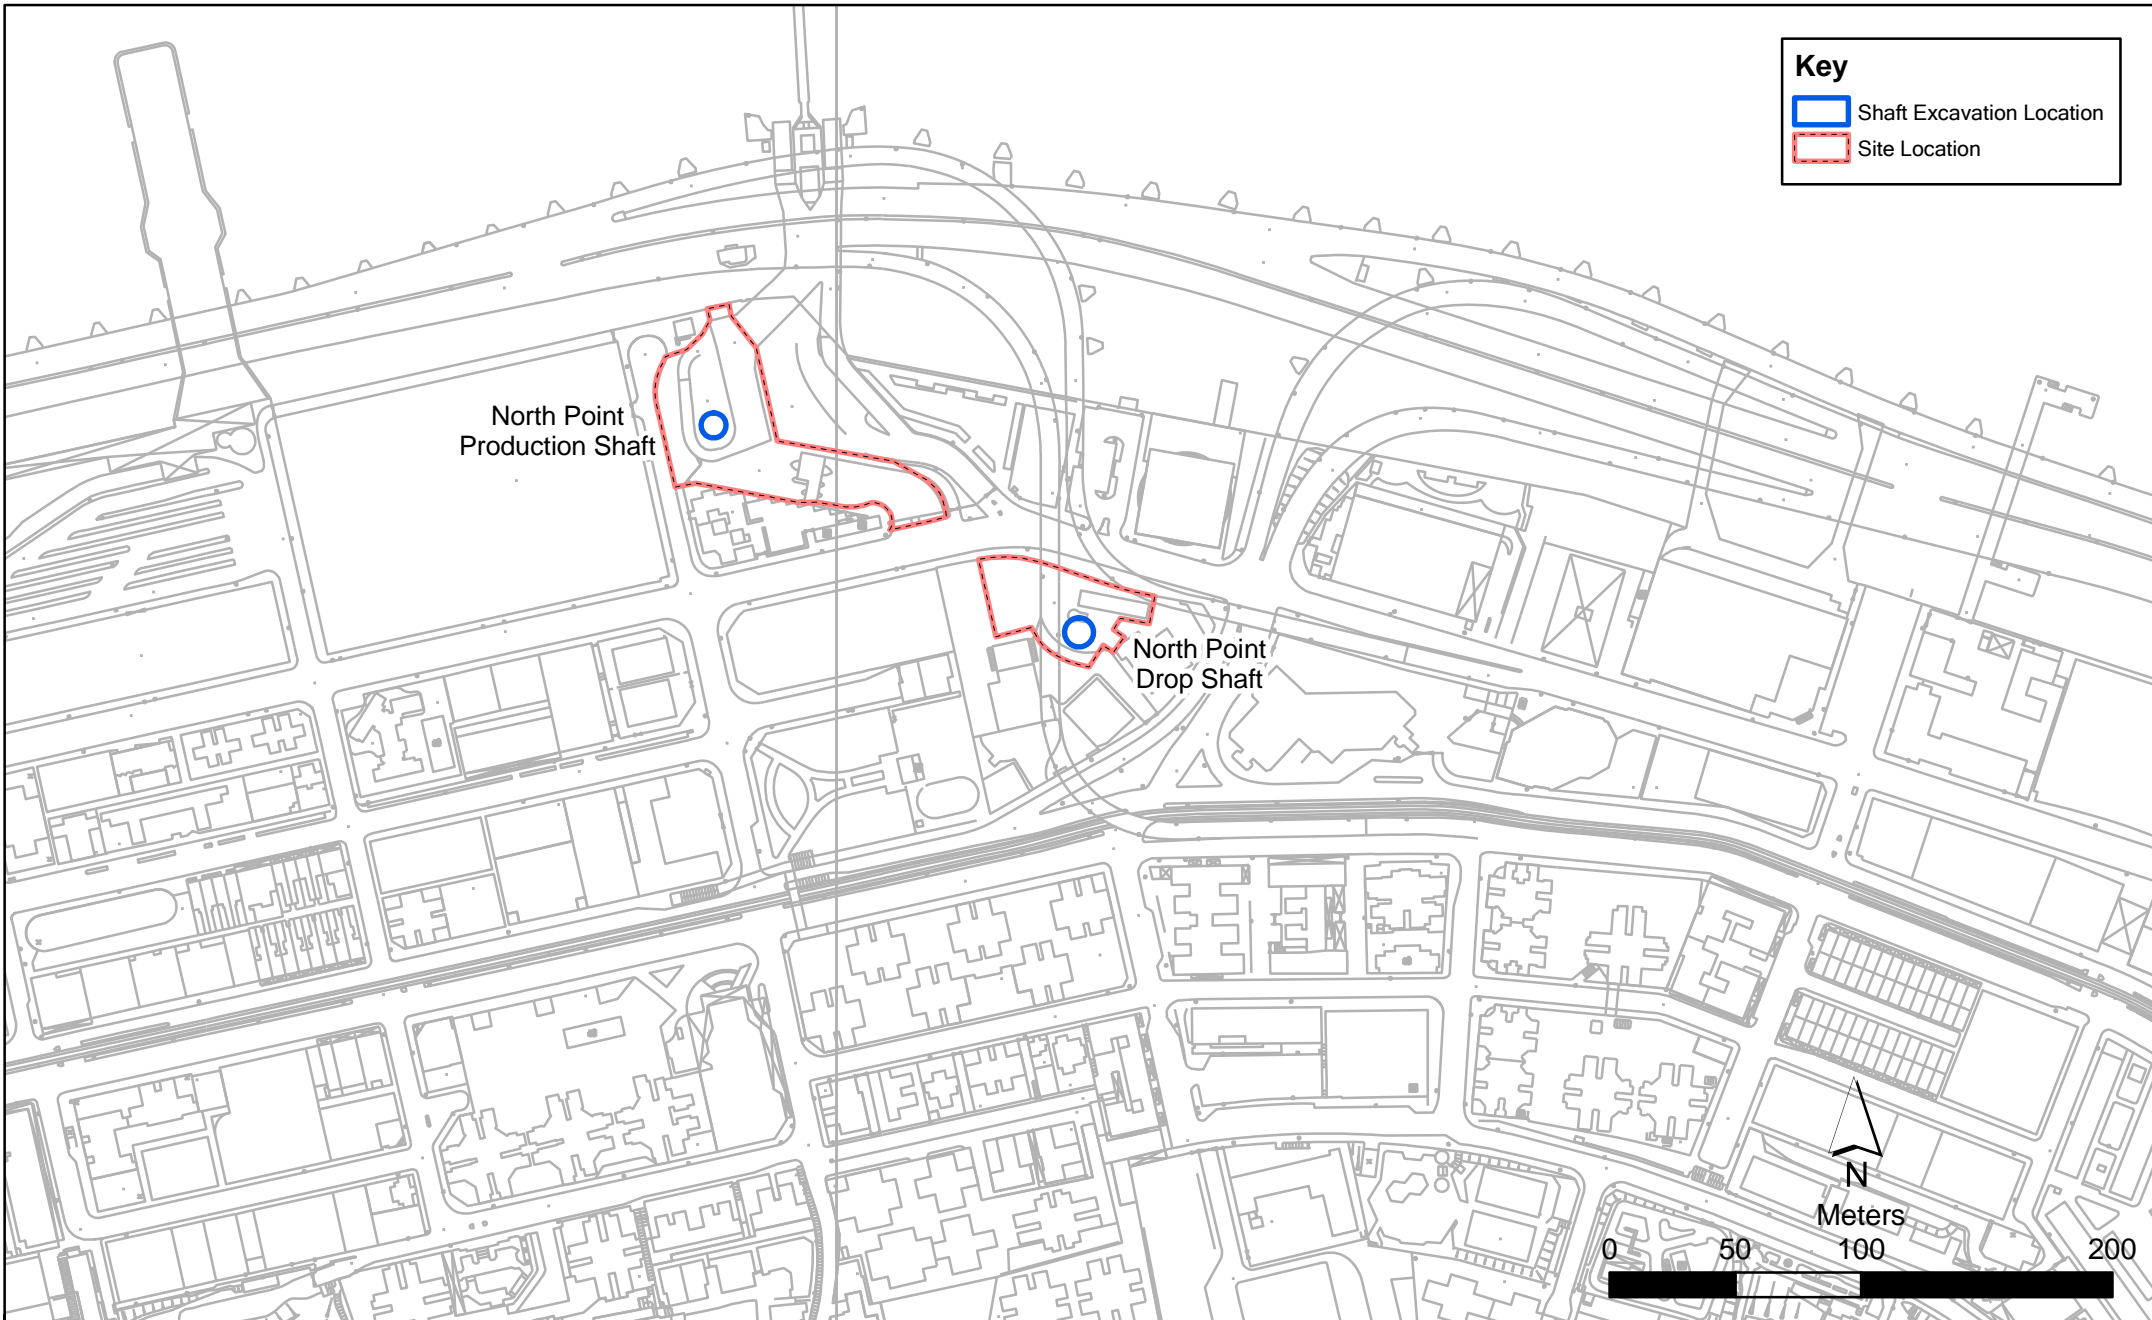 Key
Shaft Excavation Location
Site Location
North Point
Production Shaft
North Point
Drop Shaft
N
Meters
0 50 100 200